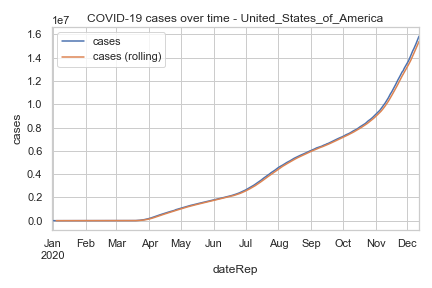 COVID-19 cases over time - United_States_of_America
1e7
cases
cases (rolling)
1.6
1.4
1.2
1.0
0.8
0.6
0.4
0.2
0.0
cases
Jan Feb Mar Apr May Jun Jul Aug Sep Oct Nov Dec
2020
dateRep